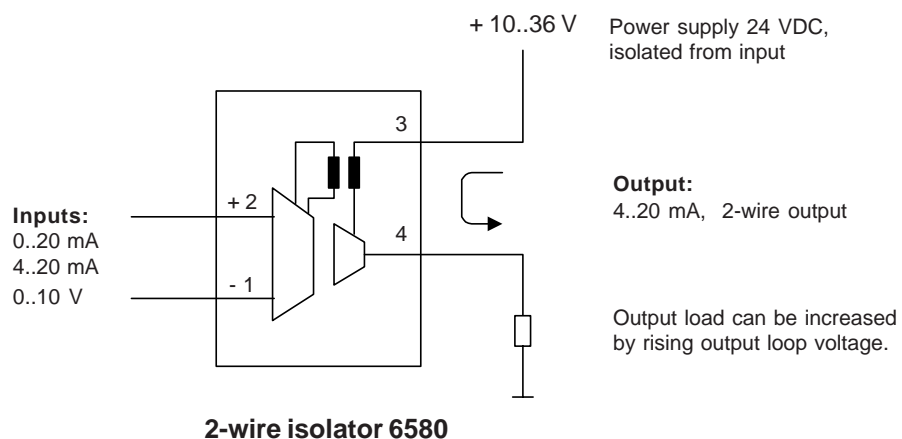 + 10..36 V
Power supply 24 VDC,
isolated from input
3
+ 2
Inputs:
0..20 mA
4..20 mA
0..10 V
- 1
4
Output:
4..20 mA, 2-wire output
Output load can be increased
by rising output loop voltage.
2-wire isolator 6580